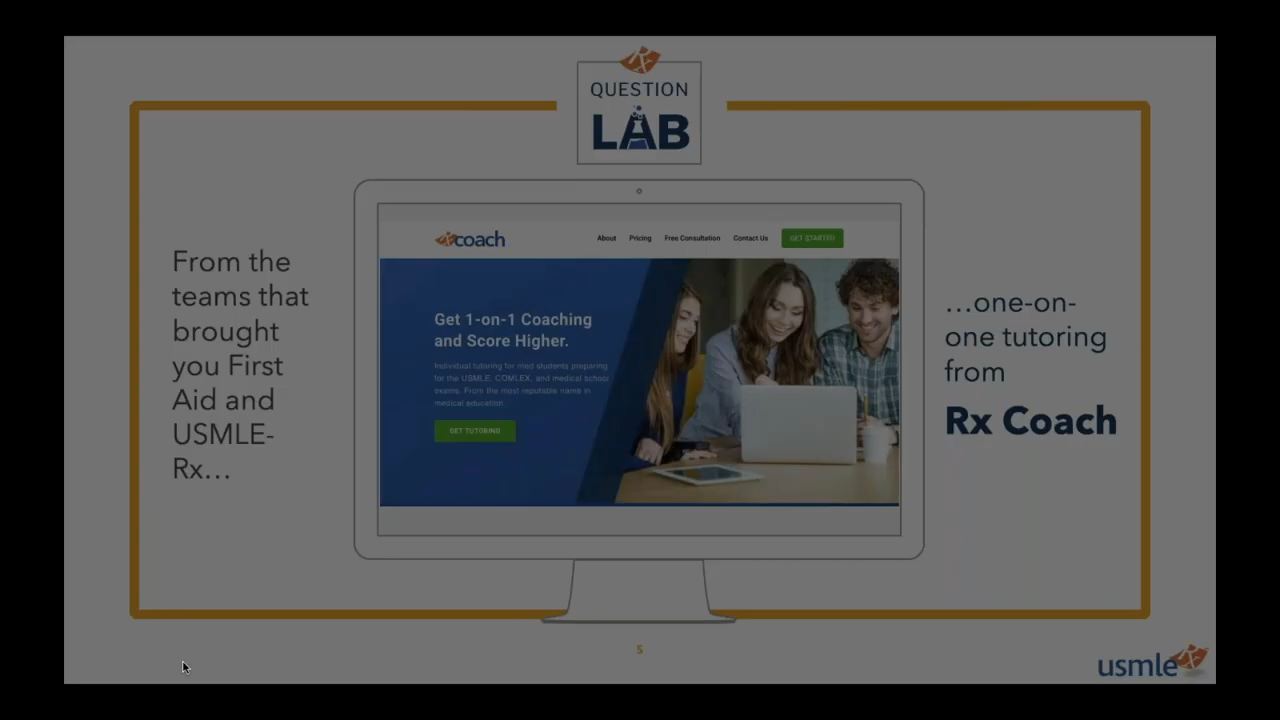 Rx
QUESTION
LAB
From the
teams that
brought
you First
Aid and
USMLE-
Rx…
Rx coach
About Pricing Free Consultation Contact Us GET STARTED
Get 1-on-1 Coaching
and Score Higher.
Individual tutoring for med students preparing
for the USMLE, COMLEX, and medical school
exams. From the most reputable name in
medical education.
GET TUTORING
…one-on-
one tutoring
from
Rx Coach
5
usmle Rx